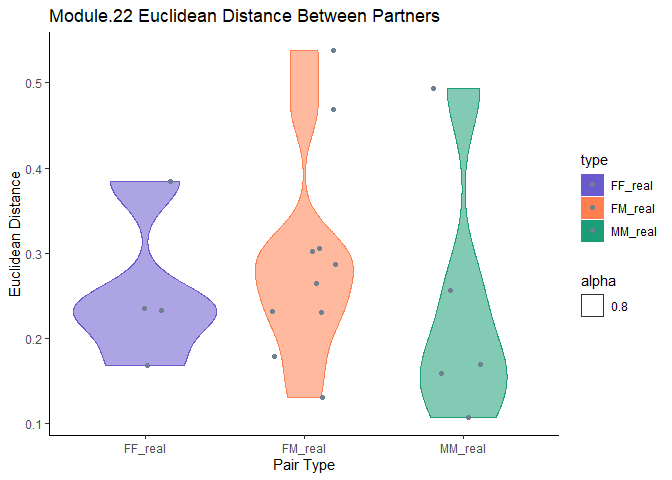 Module.22 Euclidean Distance Between Partners
Euclidean Distance
0.5
0.4
0.3
0.2
0.1
FF_real
FM_real
MM_real
Pair Type
type
FF_real
FM_real
MM_real
alpha
0.8